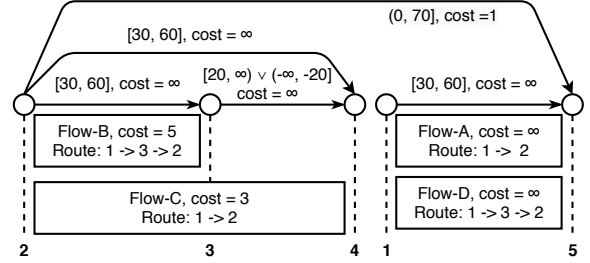 (0, 70], cost =1
[30, 60], cost = ∞
[30, 60], cost = ∞
[20, ∞) ∨ (-∞, -20]
cost = ∞
[30, 60], cost = ∞
Flow-B, cost = 5
Route: 1 -> 3 -> 2
Flow-A, cost = ∞
Route: 1 -> 2
Flow-C, cost = 3
Route: 1 -> 2
Flow-D, cost = ∞
Route: 1 -> 3 -> 2
2 3 4 1 5